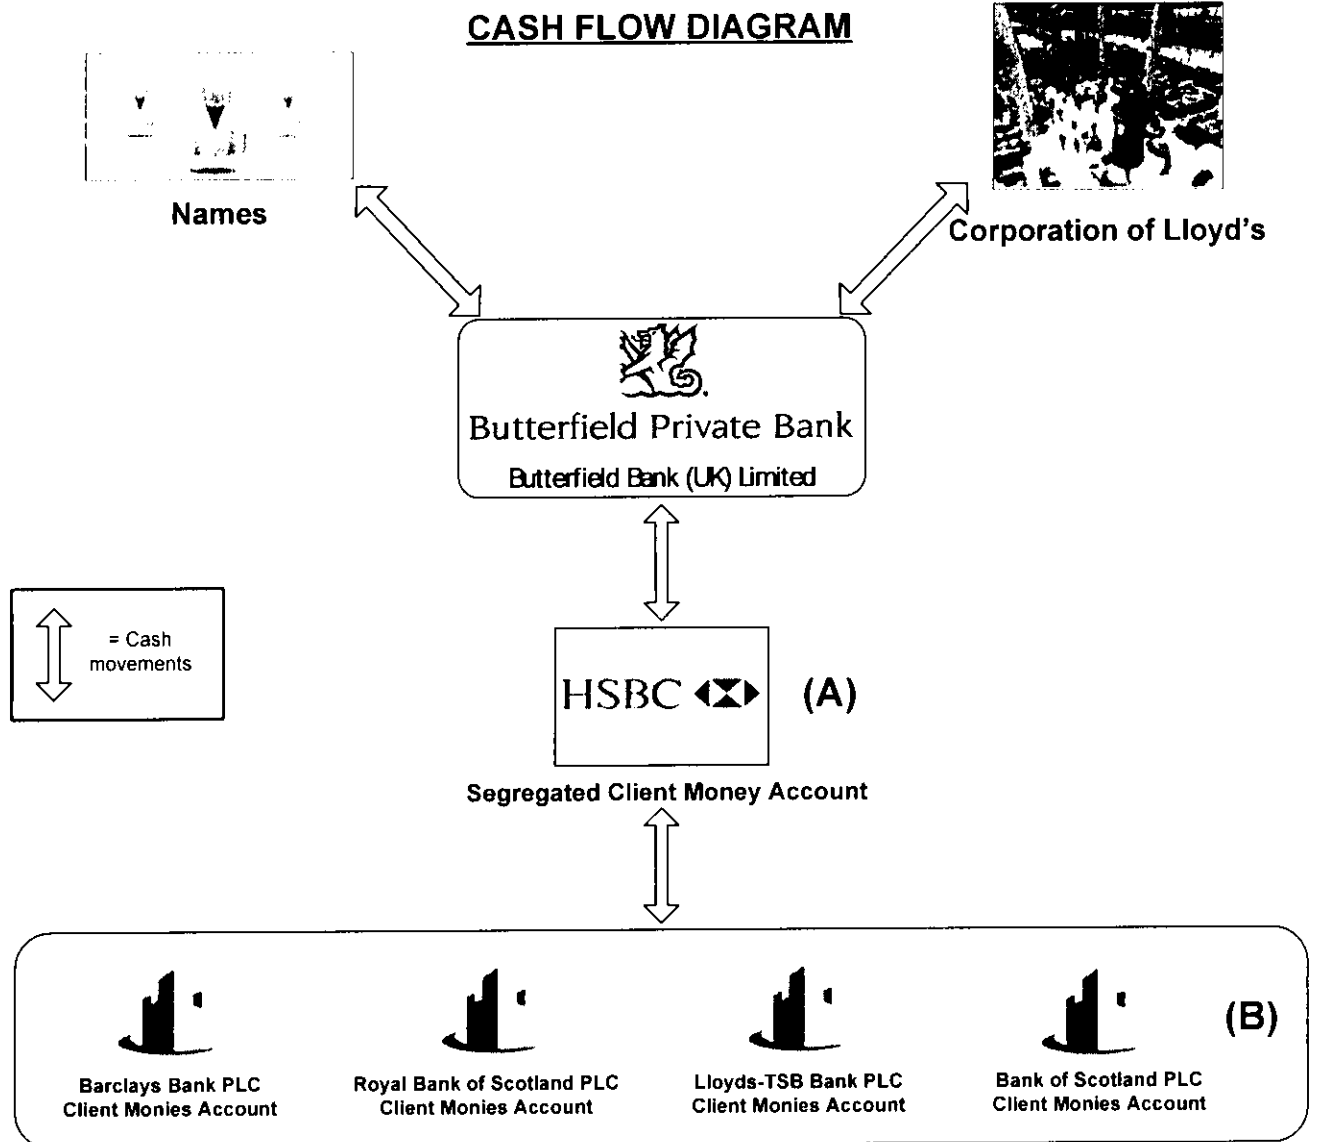 CASH FLOW DIAGRAM
Names
Corporation of Lloyd's
Butterfield Private Bank
Butterfield Bank (UK) Limited
= Cash
movements
HSBC
(A)
Segregated Client Money Account
(B)
Barclays Bank PLC
Client Monies Account
Royal Bank of Scotland PLC
Client Monies Account
Lloyds-TSB Bank PLC
Client Monies Account
Bank of Scotland PLC
Client Monies Account